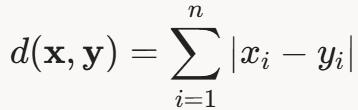 d(𝐱, 𝐲) = ∑_{i=1}^{n} |x_i − y_i|